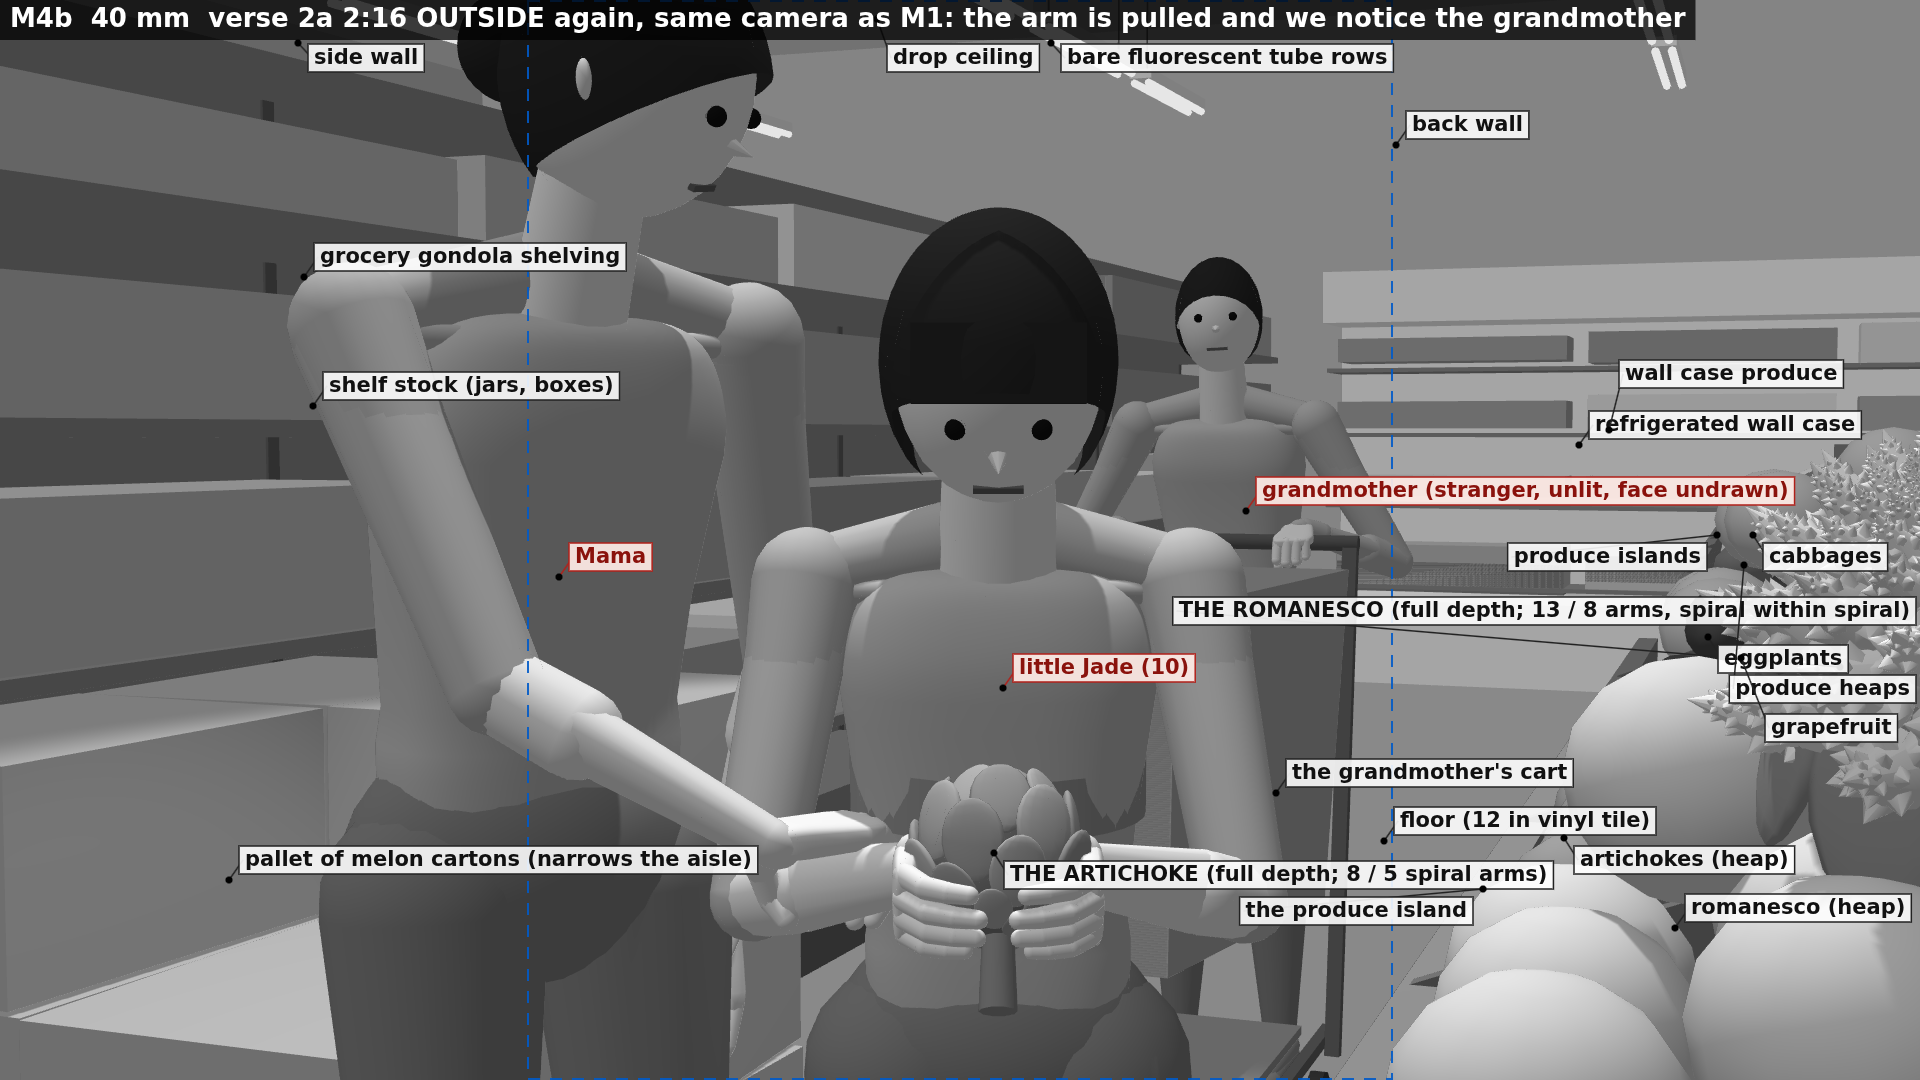 M4b 40 mm verse 2a 2:16 OUTSIDE again, same camera as M1: the arm is pulled and we notice the grandmother
side wall
drop ceiling
bare fluorescent tube rows
back wall
grocery gondola shelving
wall case produce
shelf stock (jars, boxes)
refrigerated wall case
grandmother (stranger, unlit, face undrawn)
Mama
produce islands
cabbages
THE ROMANESCO (full depth; 13 / 8 arms, spiral within spiral)
little Jade (10)
eggplants
produce heaps
grapefruit
the grandmother's cart
floor (12 in vinyl tile)
pallet of melon cartons (narrows the aisle)
artichokes (heap)
THE ARTICHOKE (full depth; 8 / 5 spiral arms)
the produce island
romanesco (heap)